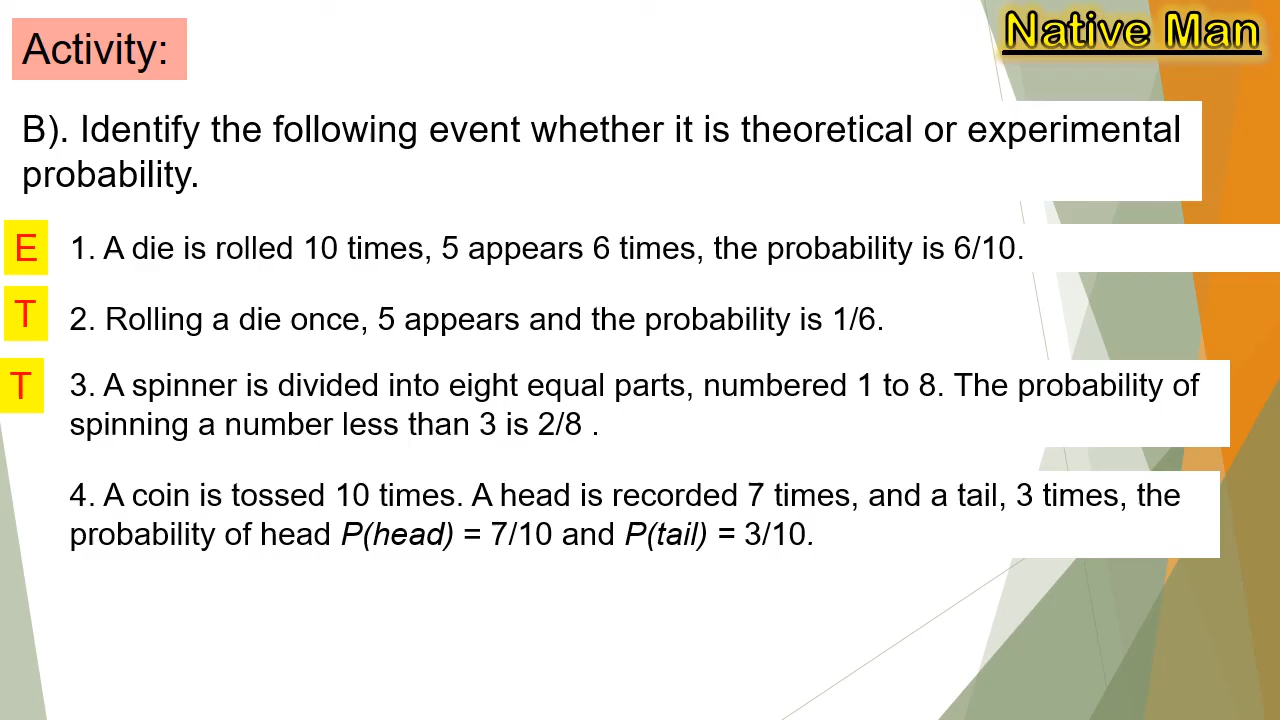 Activity:
Native Man
B). Identify the following event whether it is theoretical or experimental
probability.
E
1. A die is rolled 10 times, 5 appears 6 times, the probability is 6/10.
T
2. Rolling a die once, 5 appears and the probability is 1/6.
T
3. A spinner is divided into eight equal parts, numbered 1 to 8. The probability of
spinning a number less than 3 is 2/8 .
4. A coin is tossed 10 times. A head is recorded 7 times, and a tail, 3 times, the
probability of head P(head) = 7/10 and P(tail) = 3/10.